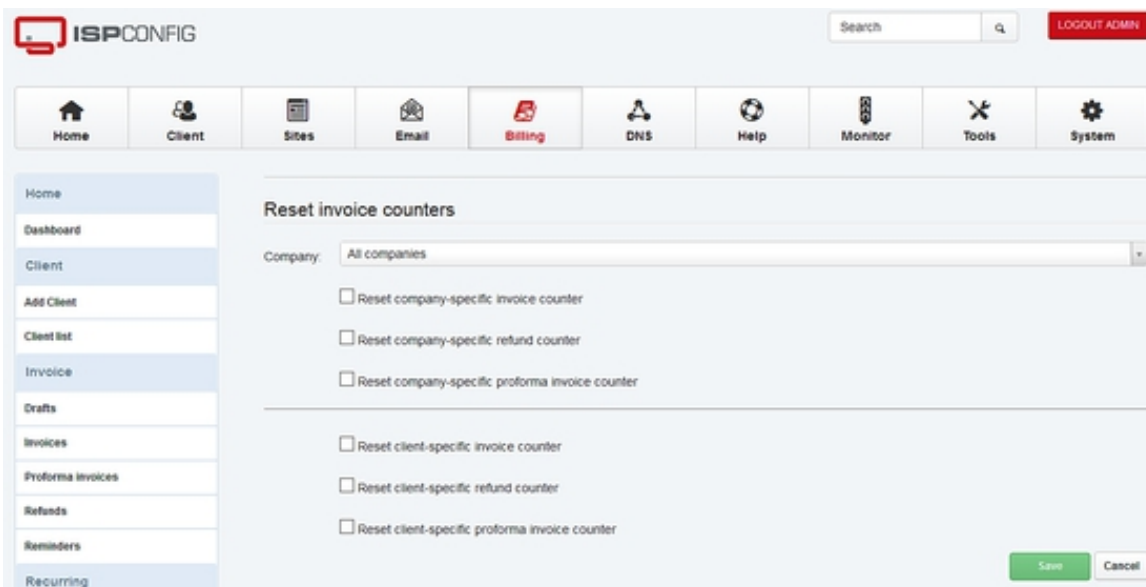 ISPCONFIG
Search
LOGOUT ADMIN
Home Client Sites Email Billing DNS Help Monitor Tools System
Home
Dashboard
Client
Add Client
Client list
Invoice
Drafts
Invoices
Proforma invoices
Refunds
Reminders
Recurring
Reset invoice counters
Company: All companies
Reset company-specific invoice counter
Reset company-specific refund counter
Reset company-specific proforma invoice counter
Reset client-specific invoice counter
Reset client-specific refund counter
Reset client-specific proforma invoice counter
Save Cancel